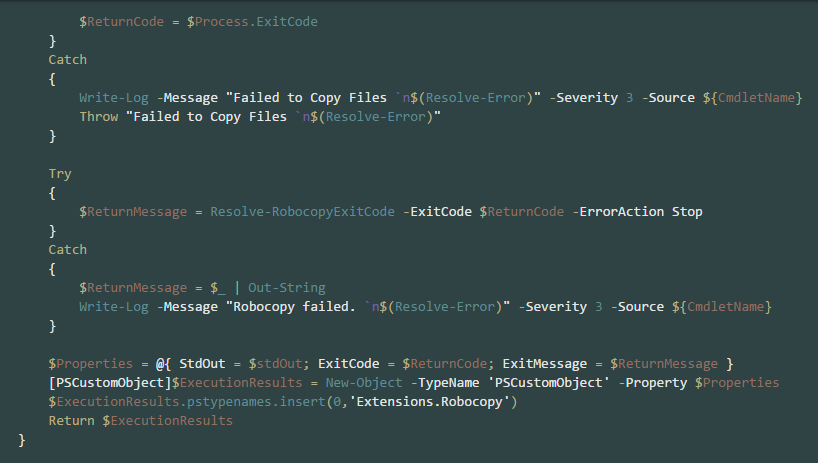 $ReturnCode = $Process.ExitCode
}
Catch
{
Write-Log -Message "Failed to Copy Files `n$(Resolve-Error)" -Severity 3 -Source ${CmdletName}
Throw "Failed to Copy Files `n$(Resolve-Error)"
}
Try
{
$ReturnMessage = Resolve-RobocopyExitCode -ExitCode $ReturnCode -ErrorAction Stop
}
Catch
{
$ReturnMessage = $_ | Out-String
Write-Log -Message "Robocopy failed. `n$(Resolve-Error)" -Severity 3 -Source ${CmdletName}
}
$Properties = @{ StdOut = $stdOut; ExitCode = $ReturnCode; ExitMessage = $ReturnMessage }
[PSCustomObject]$ExecutionResults = New-Object -TypeName 'PSCustomObject' -Property $Properties
$ExecutionResults.pstypenames.insert(0,'Extensions.Robocopy')
Return $ExecutionResults
}